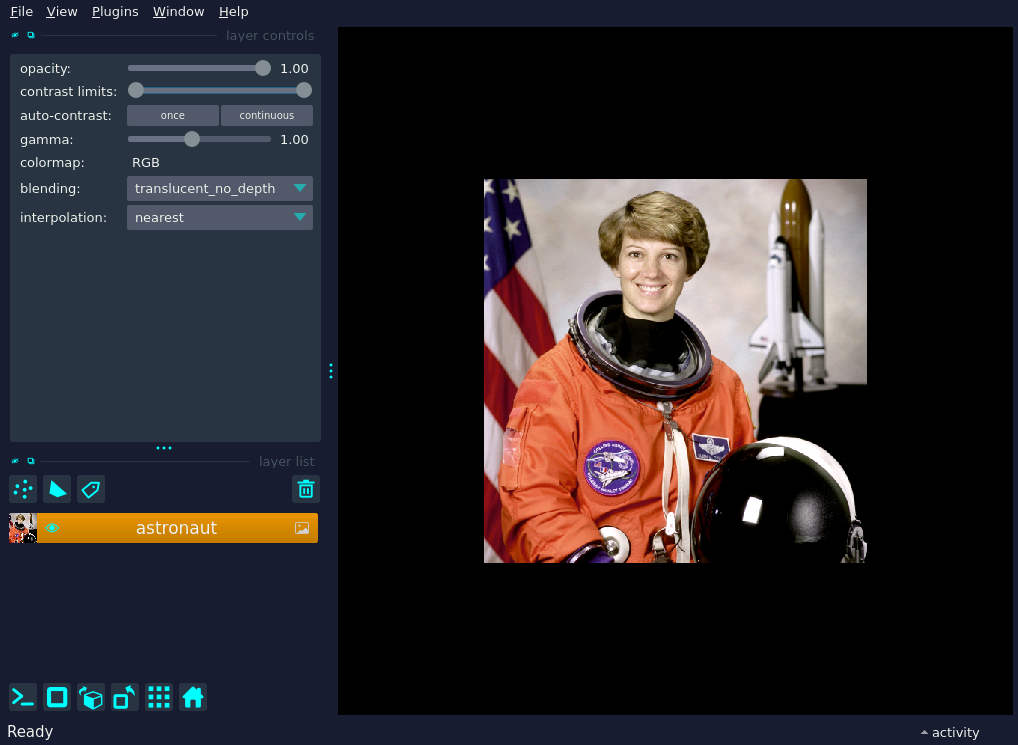 File View Plugins Window Help
layer controls
opacity: 1.00
contrast limits:
auto-contrast: once continuous
gamma: 1.00
colormap: RGB
blending: translucent_no_depth
interpolation: nearest
layer list
astronaut
Ready
activity